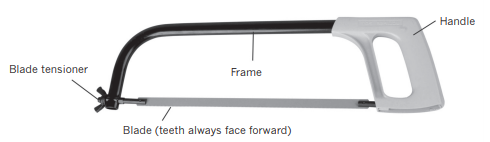 Handle
Blade tensioner
Frame
Blade (teeth always face forward)